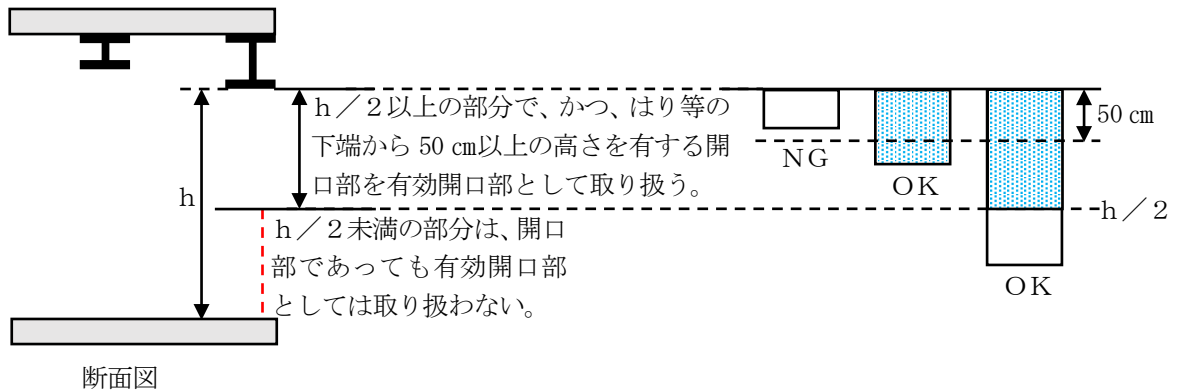 h／2以上の部分で、かつ、はり等の
下端から 50 ㎝以上の高さを有する開
口部を有効開口部として取り扱う。
h
h／2未満の部分は、開口
部であっても有効開口部
としては取り扱わない。
50 ㎝
NG
OK
h／2
OK
断面図